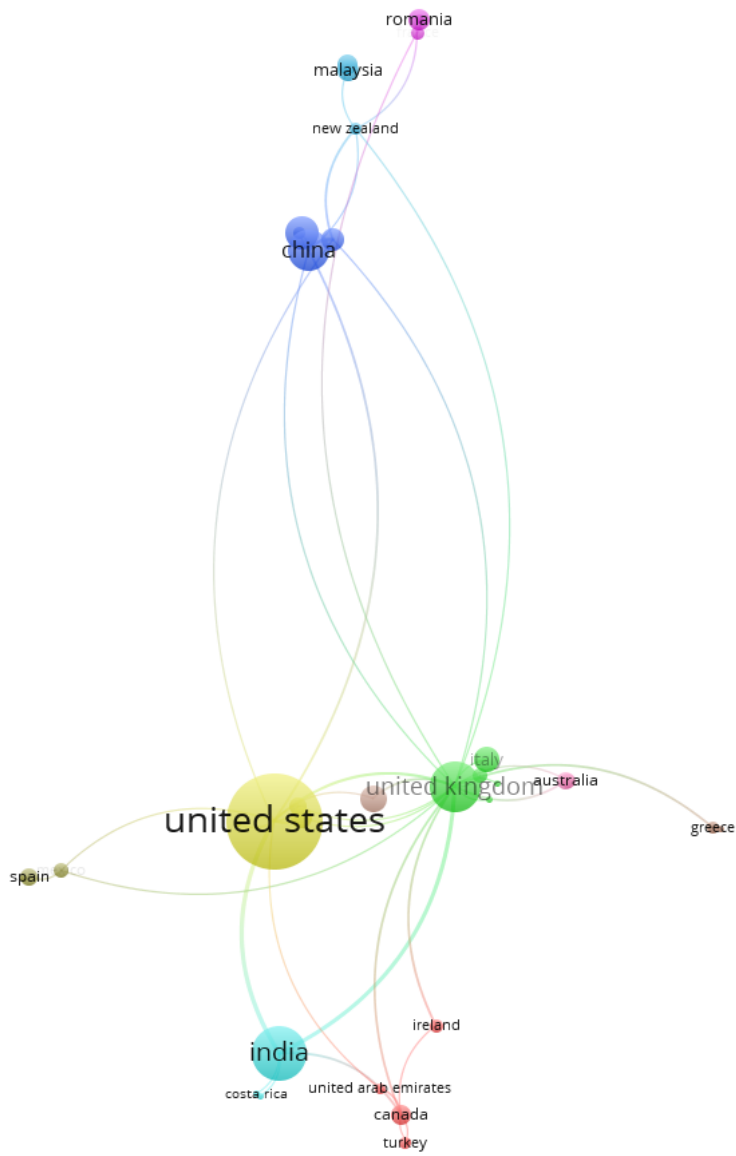 romania
malaysia
new zealand
china
italy
united kingdom
australia
united states
greece
spain
ireland
india
united arab emirates
costa rica
canada
turkey